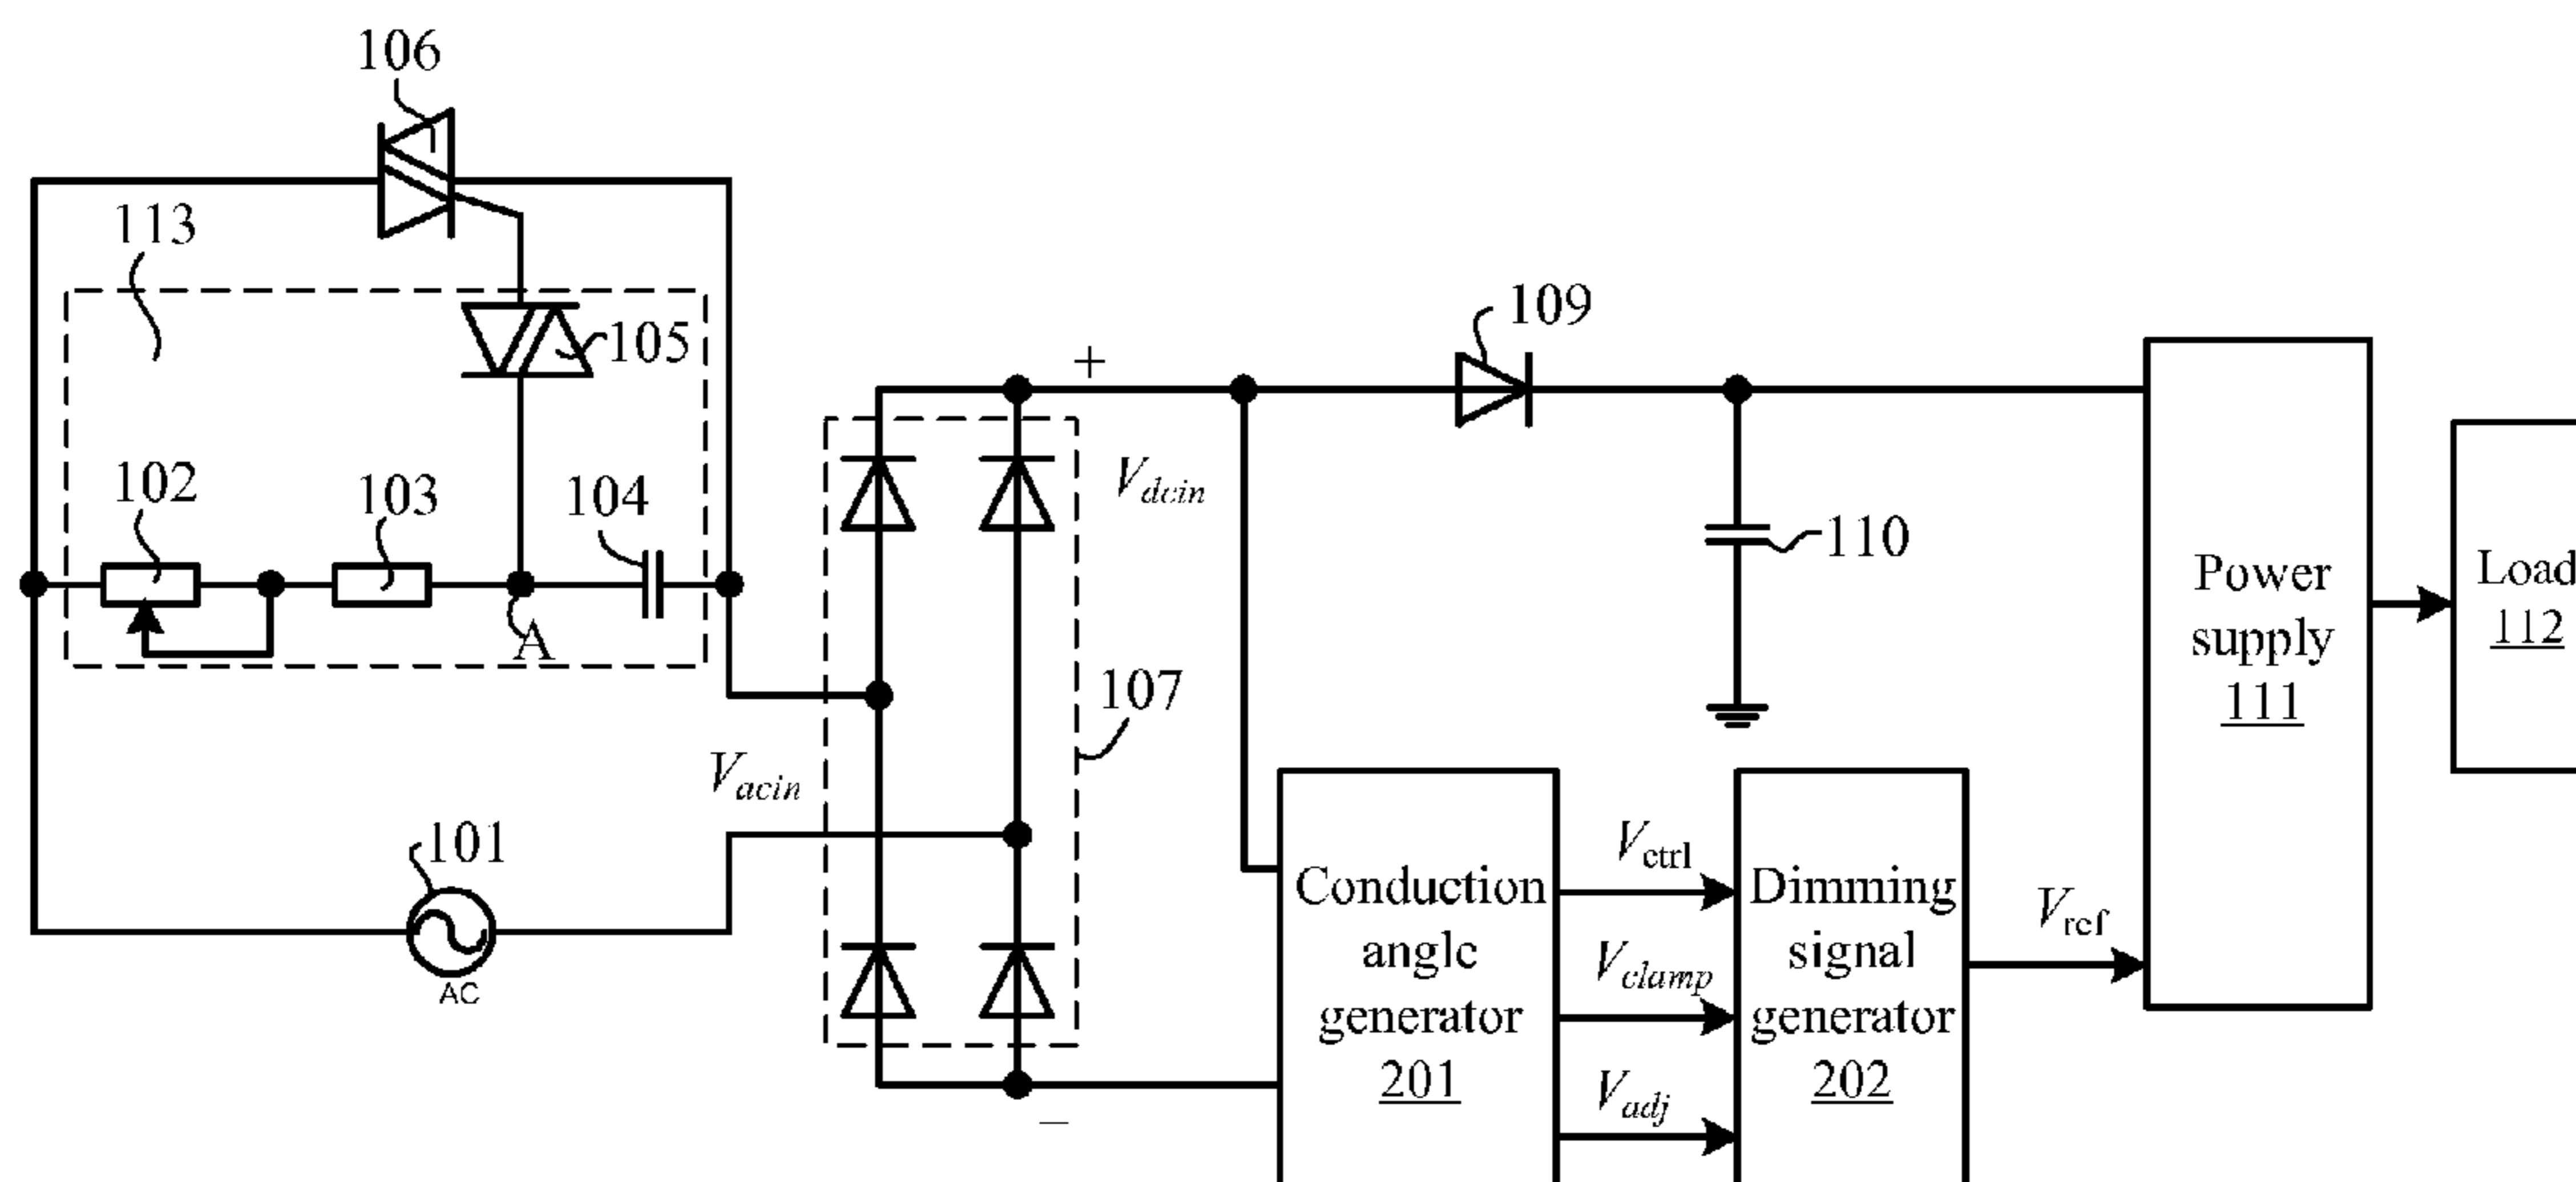 106
113
105
109
+
102
103
104
V_dcin
110
A
107
Power
supply
111
Load
112
V_acin
101
AC
Conduction
angle
generator
201
V_ctrl
V_clamp
V_adj
Dimming
signal
generator
202
V_ref
−